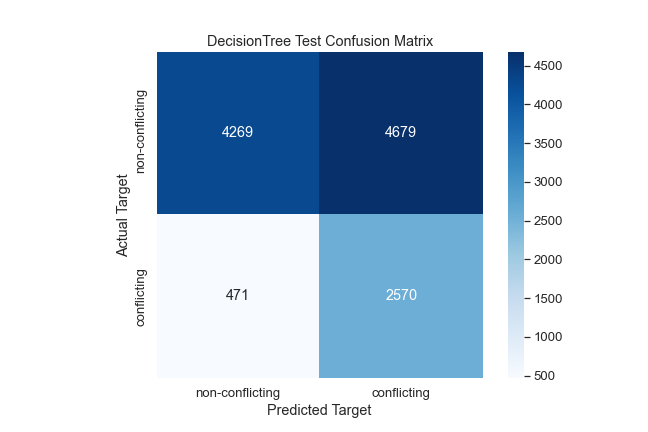 DecisionTree Test Confusion Matrix
Actual Target
non-conflicting
4269
4679
conflicting
471
2570
non-conflicting
conflicting
Predicted Target
4500
4000
3500
3000
2500
2000
1500
1000
500